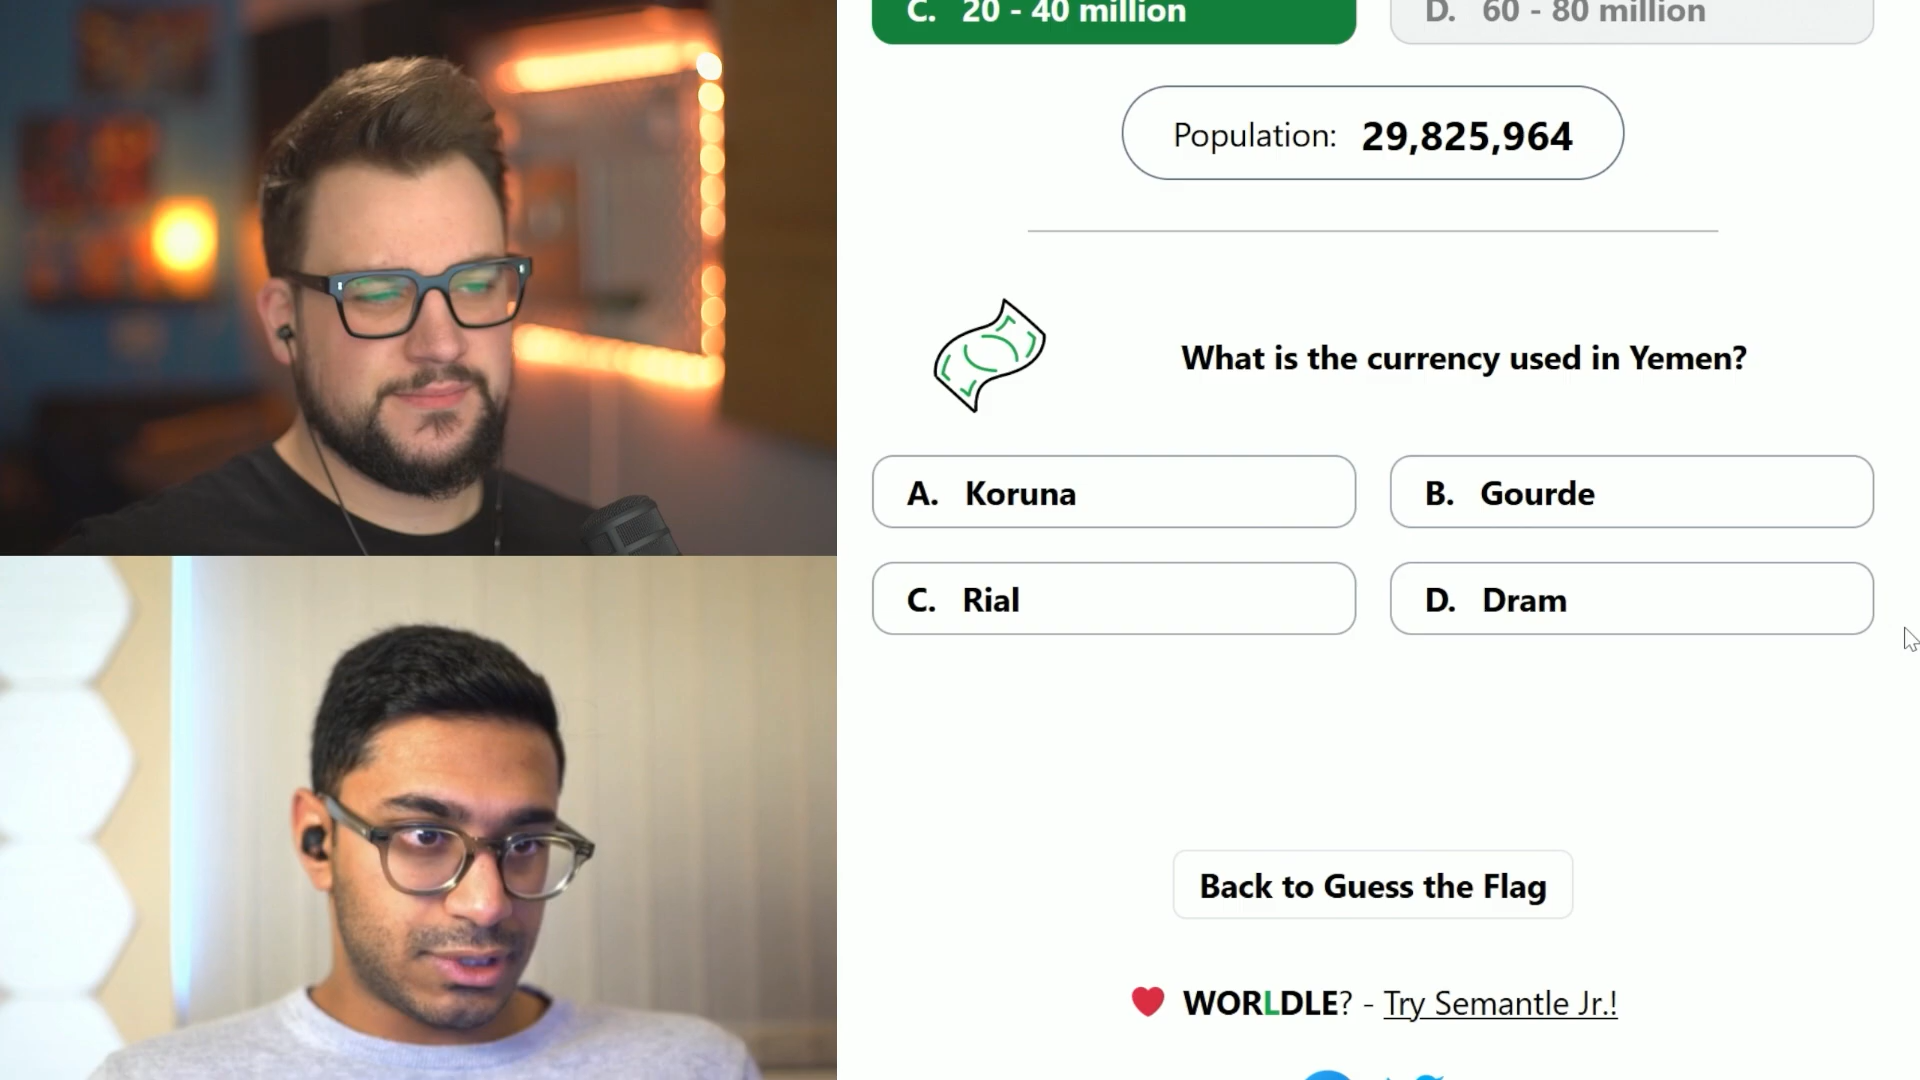 C. 20 - 40 million
D. 60 - 80 million
Population: 29,825,964
What is the currency used in Yemen?
A. Koruna
B. Gourde
C. Rial
D. Dram
Back to Guess the Flag
WORLDLE? - Try Semantle Jr.!